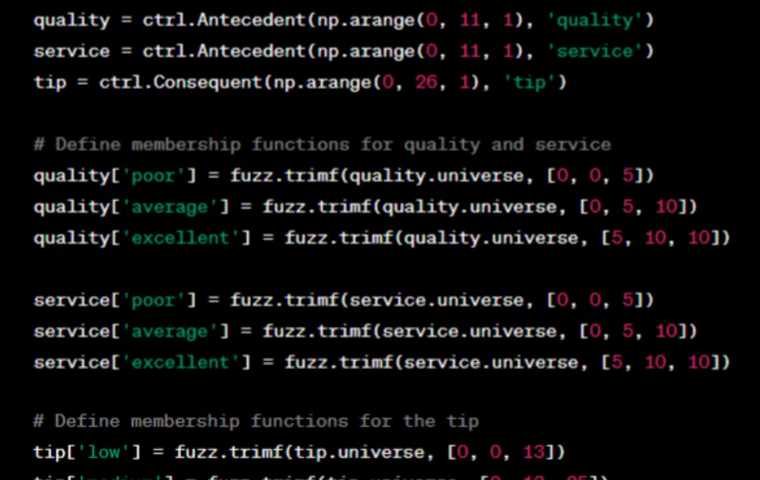 quality = ctrl.Antecedent(np.arange(0, 11, 1), 'quality')
service = ctrl.Antecedent(np.arange(0, 11, 1), 'service')
tip = ctrl.Consequent(np.arange(0, 26, 1), 'tip')
# Define membership functions for quality and service
quality['poor'] = fuzz.trimf(quality.universe, [0, 0, 5])
quality['average'] = fuzz.trimf(quality.universe, [0, 5, 10])
quality['excellent'] = fuzz.trimf(quality.universe, [5, 10, 10])
service['poor'] = fuzz.trimf(service.universe, [0, 0, 5])
service['average'] = fuzz.trimf(service.universe, [0, 5, 10])
service['excellent'] = fuzz.trimf(service.universe, [5, 10, 10])
# Define membership functions for the tip
tip['low'] = fuzz.trimf(tip.universe, [0, 0, 13])